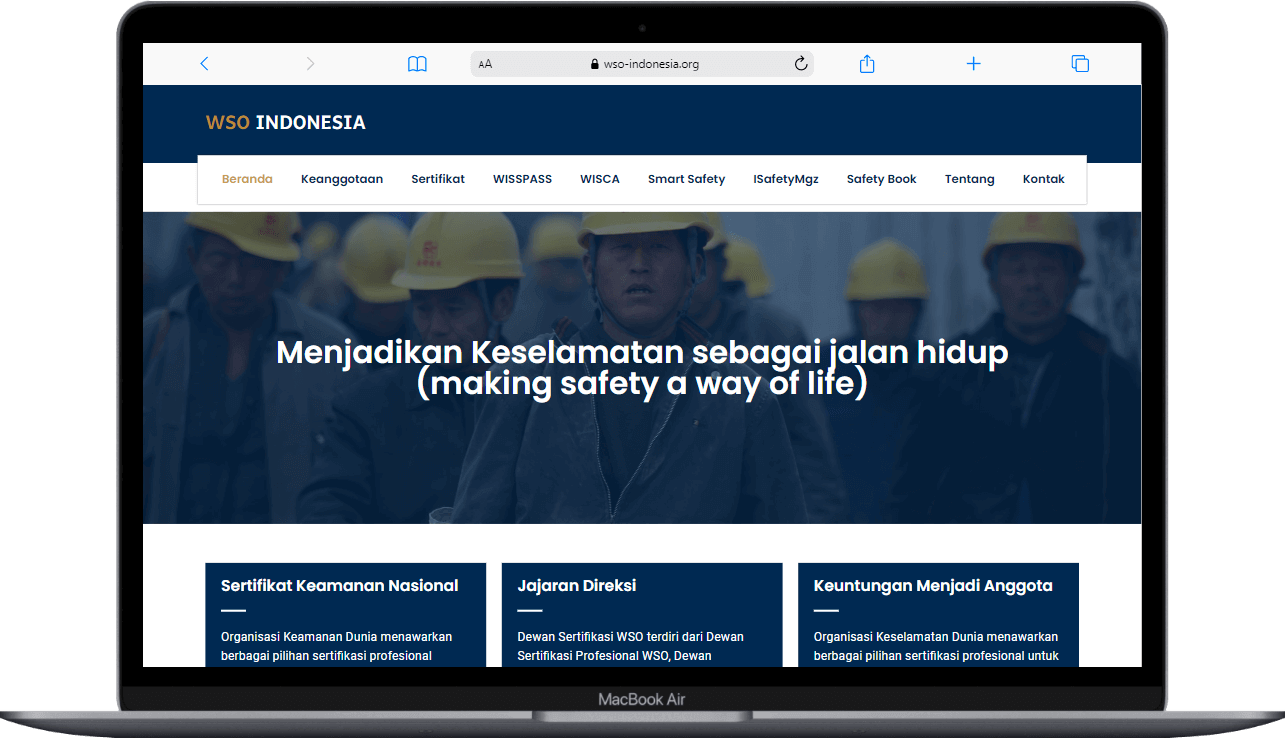 AA wso-indonesia.org
WSO INDONESIA
Beranda Keanggotaan Sertifikat WISSPASS WISCA Smart Safety ISafetyMgz Safety Book Tentang Kontak
Menjadikan Keselamatan sebagai jalan hidup
(making safety a way of life)
Sertifikat Keamanan Nasional
Organisasi Keamanan Dunia menawarkan
berbagai pilihan sertifikasi profesional
Jajaran Direksi
Dewan Sertifikasi WSO terdiri dari Dewan
Sertifikasi Profesional WSO, Dewan
Keuntungan Menjadi Anggota
Organisasi Keselamatan Dunia menawarkan
berbagai pilihan sertifikasi profesional untuk
MacBook Air